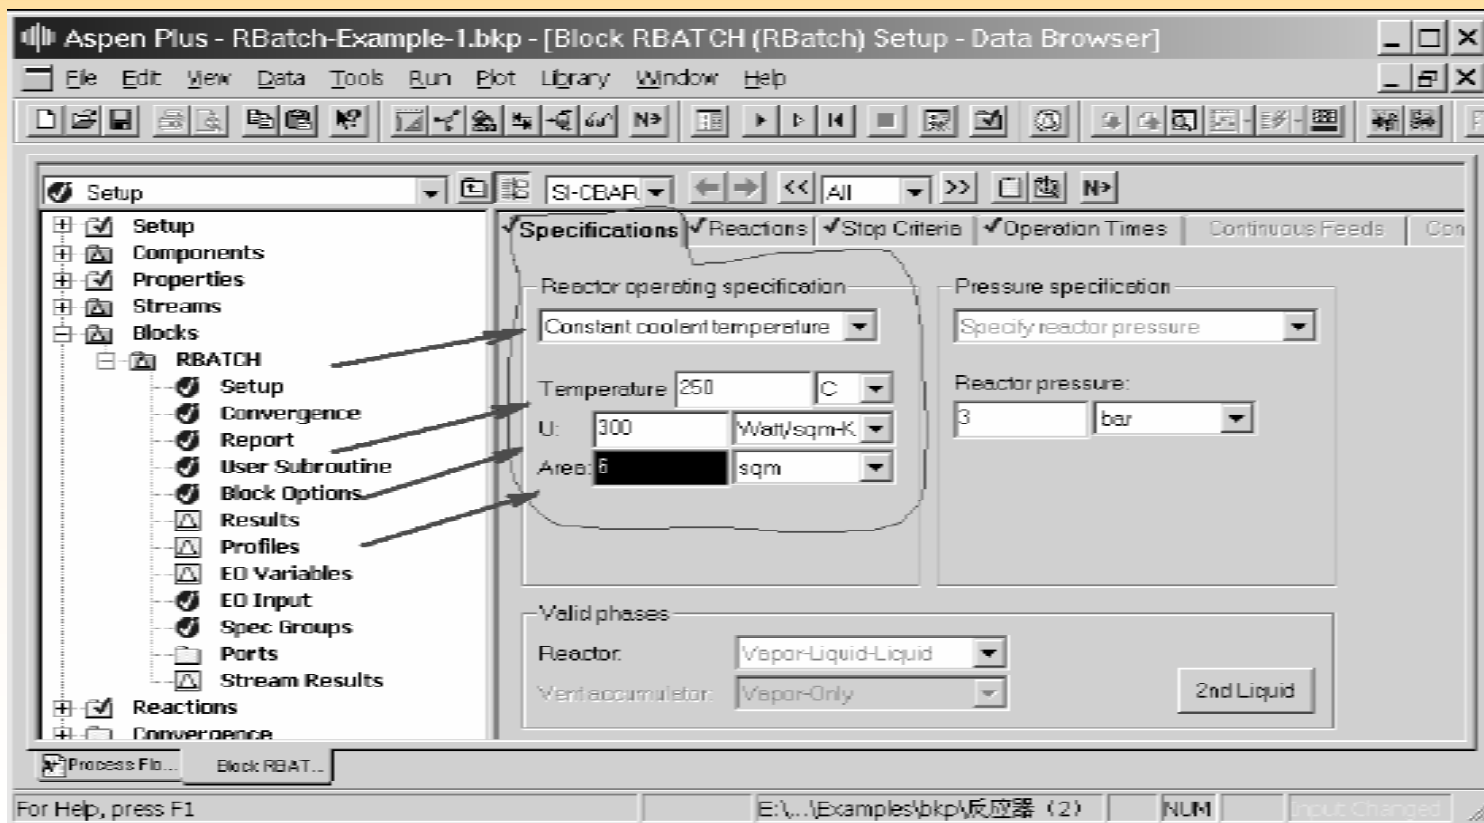 Aspen Plus - RBatch-Example-1.bkp - [Block RBATCH (RBatch) Setup - Data Browser]
File Edit View Data Tools Run Plot Library Window Help
N>
Setup SI-CBAR << All >> N>
Setup
Components
Properties
Streams
Blocks
RBATCH
Setup
Convergence
Report
User Subroutine
Block Options
Results
Profiles
EO Variables
EO Input
Spec Groups
Ports
Stream Results
Reactions
Convergence
Specifications Reactions Stop Criteria Operation Times Continuous Feeds Con
Reactor operating specification
Constant coolant temperature
Temperature 250 C
U: 300 Watt/sqm-K
Area: 6 sqm
Pressure specification
Specify reactor pressure
Reactor pressure:
3 bar
Valid phases
Reactor: Vapor-Liquid-Liquid
Vent accumulator: Vapor-Only
2nd Liquid
Process Flo... Block RBAT...
For Help, press F1 E:\...\Examples\bkp\反应器（2） NUM Input Changed